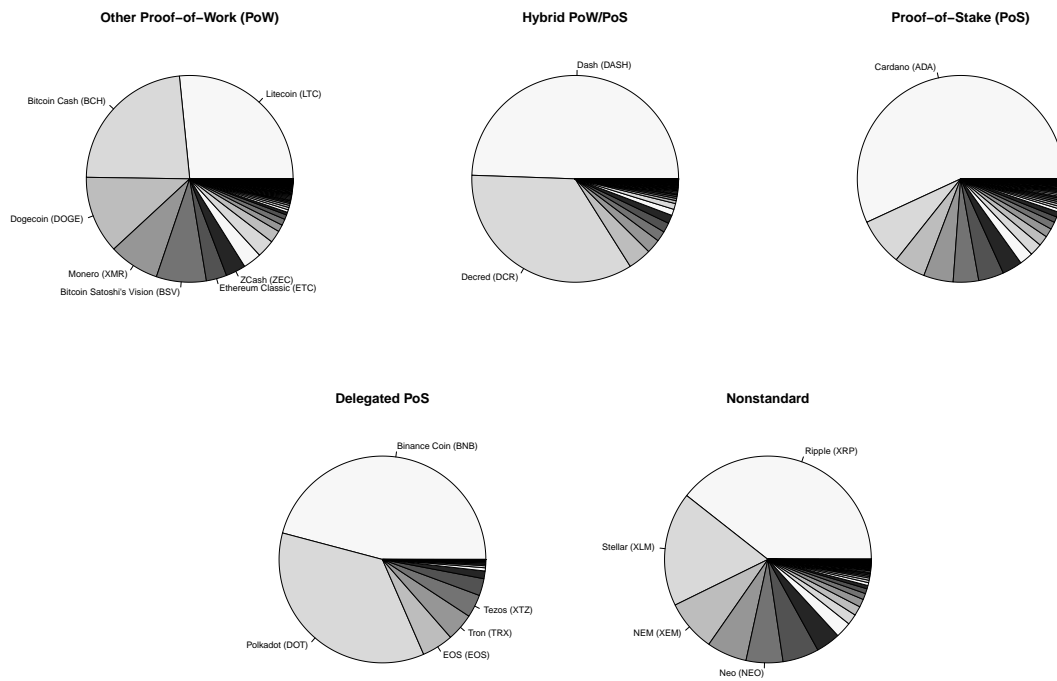 Other Proof-of-Work (PoW)
Litecoin (LTC)
Bitcoin Cash (BCH)
Dogecoin (DOGE)
Monero (XMR)
Bitcoin Satoshi's Vision (BSV)
Ethereum Classic (ETC)
ZCash (ZEC)
Hybrid PoW/PoS
Dash (DASH)
Decred (DCR)
Proof-of-Stake (PoS)
Cardano (ADA)
Delegated PoS
Binance Coin (BNB)
Polkadot (DOT)
EOS (EOS)
Tron (TRX)
Tezos (XTZ)
Nonstandard
Ripple (XRP)
Stellar (XLM)
NEM (XEM)
Neo (NEO)